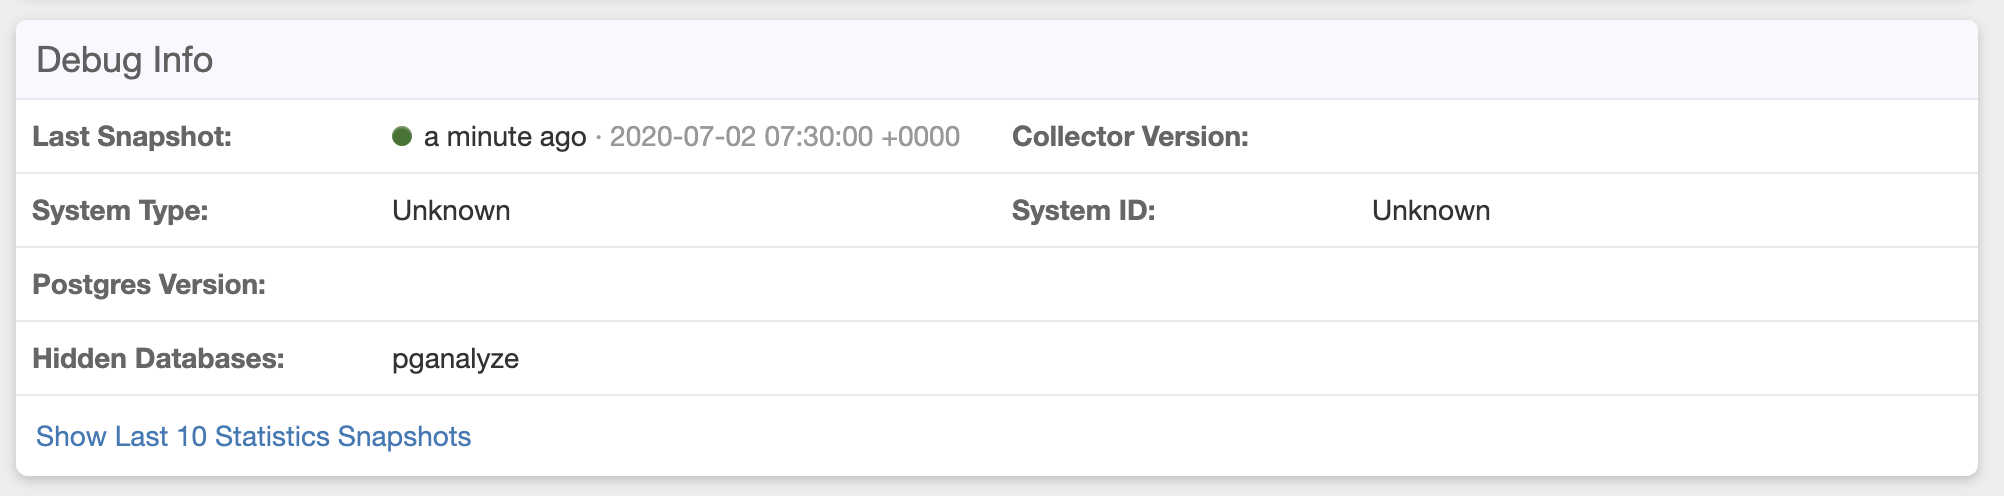 Debug Info
Last Snapshot: a minute ago · 2020-07-02 07:30:00 +0000 Collector Version:
System Type: Unknown System ID: Unknown
Postgres Version:
Hidden Databases: pganalyze
Show Last 10 Statistics Snapshots